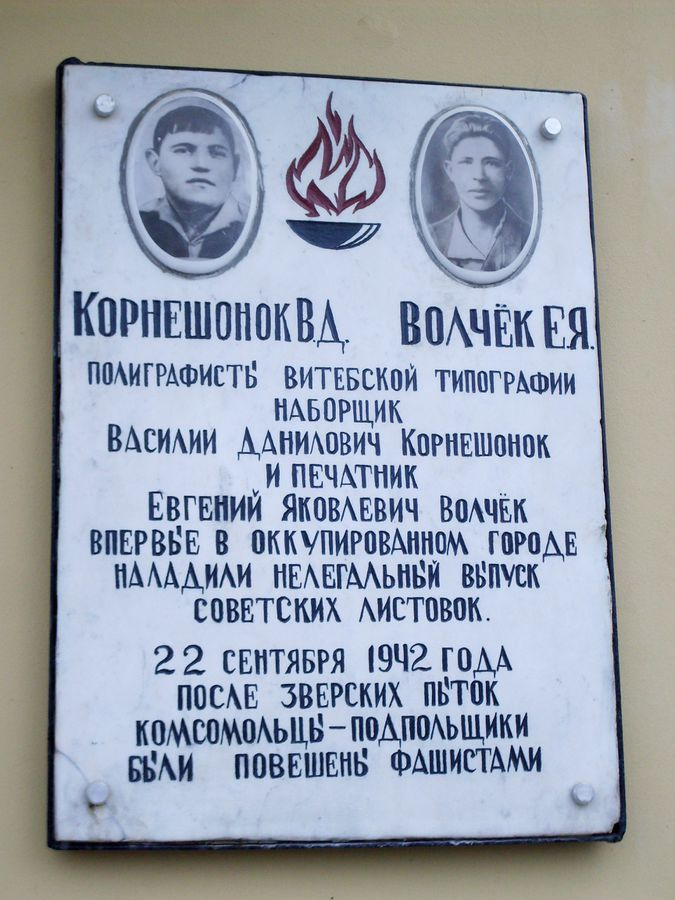 КОРНЕШОНОК В.Д. ВОЛЧЁК Е.Я.
ПОЛИГРАФИСТЫ ВИТЕБСКОЙ ТИПОГРАФИИ
НАБОРЩИК
ВАСИЛИЙ ДАНИЛОВИЧ КОРНЕШОНОК
И ПЕЧАТНИК
ЕВГЕНИЙ ЯКОВЛЕВИЧ ВОЛЧЁК
ВПЕРВЫЕ В ОККУПИРОВАННОМ ГОРОДЕ
НАЛАДИЛИ НЕЛЕГАЛЬНЫЙ ВЫПУСК
СОВЕТСКИХ ЛИСТОВОК.
22 СЕНТЯБРЯ 1942 ГОДА
ПОСЛЕ ЗВЕРСКИХ ПЫТОК
КОМСОМОЛЬЦЫ – ПОДПОЛЬЩИКИ
БЫЛИ ПОВЕШЕНЫ ФАШИСТАМИ